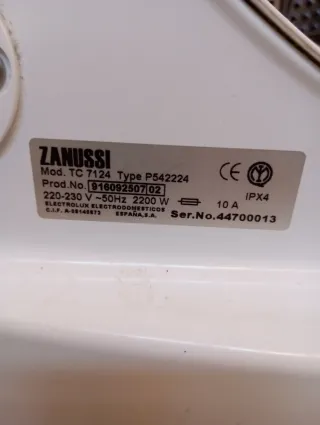 ZANUSSI
Mod. TC 7124 Type P542224
Prod.No. 916092507 02
220-230 V ~50Hz 2200 W 10 A IPX4
ELECTROLUX ELECTRODOMESTICOS
C.I.F. A-08145872 ESPAÑA,S.A.
Ser.No.44700013
CE